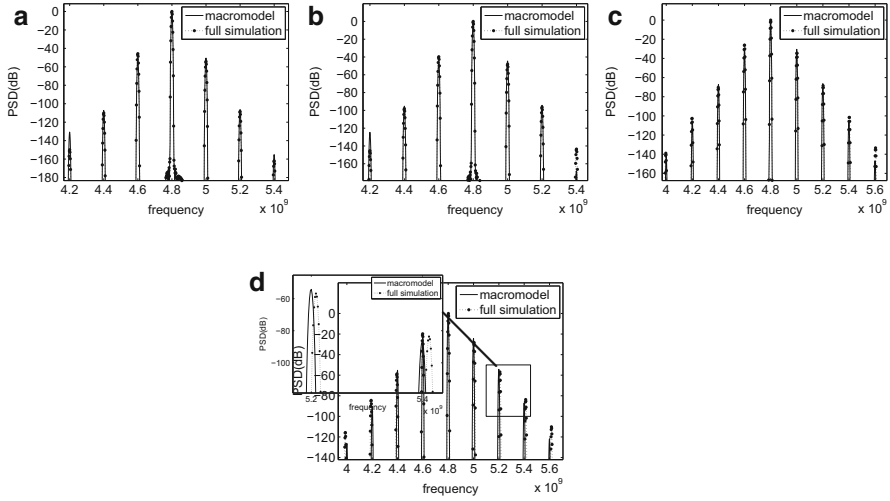 a
macromodel
full simulation
PSD(dB)
0
−20
−40
−60
−80
−100
−120
−140
−160
−180
4.2 4.4 4.6 4.8 5 5.2 5.4
frequency
x 10^9
b
macromodel
full simulation
PSD(dB)
0
−20
−40
−60
−80
−100
−120
−140
−160
4.2 4.4 4.6 4.8 5 5.2 5.4
frequency
x 10^9
c
macromodel
full simulation
PSD(dB)
0
−20
−40
−60
−80
−100
−120
−140
−160
4 4.2 4.4 4.6 4.8 5 5.2 5.4 5.6
frequency
x 10^9
d
macromodel
full simulation
PSD(dB)
−60
−80
−100
5.2 5.4
frequency
x 10^9
macromodel
full simulation
PSD(dB)
0
−20
−40
−60
−80
−100
−120
−140
4 4.2 4.4 4.6 4.8 5 5.2 5.4 5.6
frequency
x 10^9